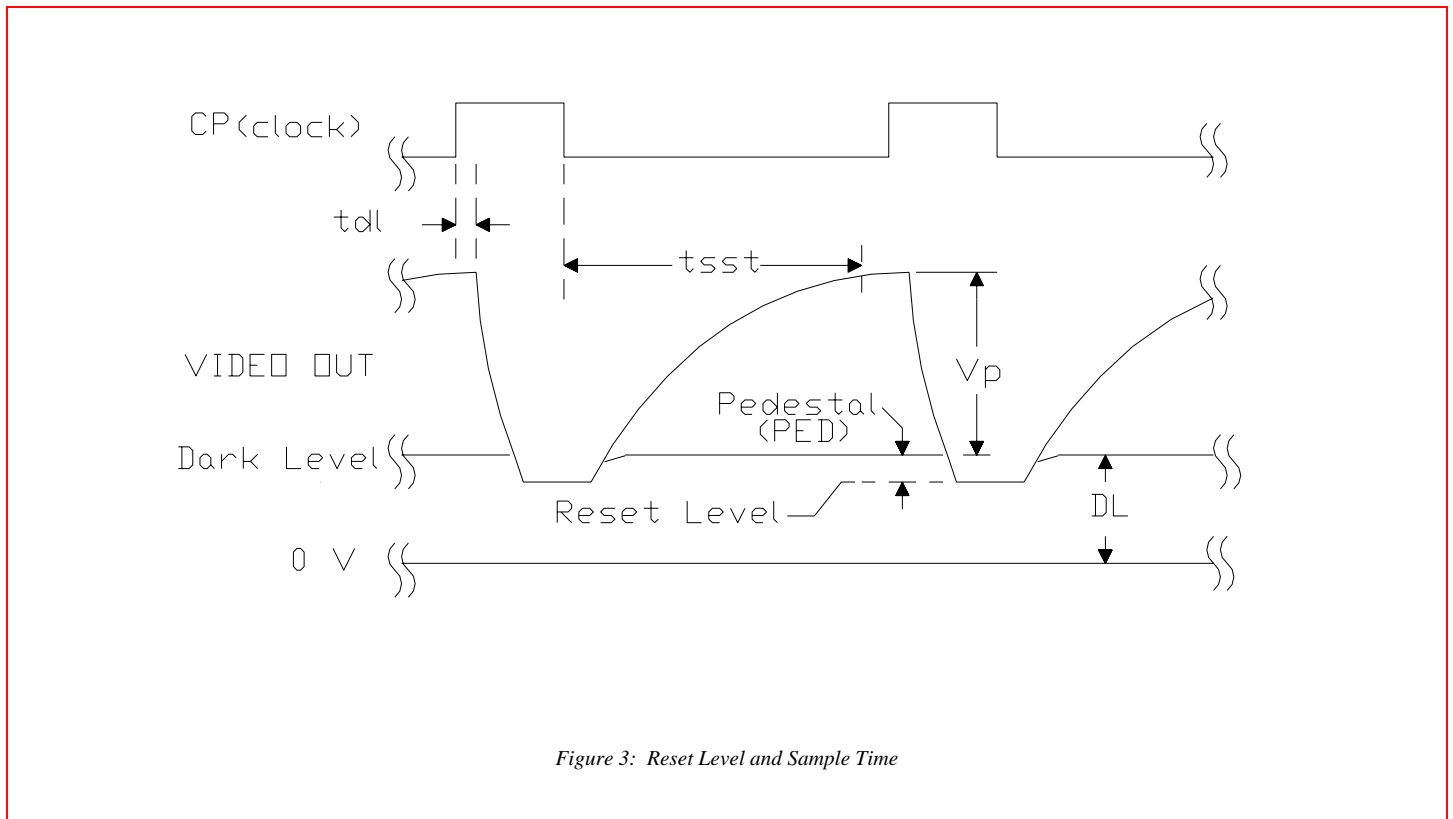 CP(clock)
tdl
tsst
VIDEO OUT
Vp
Pedestal
(PED)
Dark Level
Reset Level
DL
0 V
Figure 3: Reset Level and Sample Time